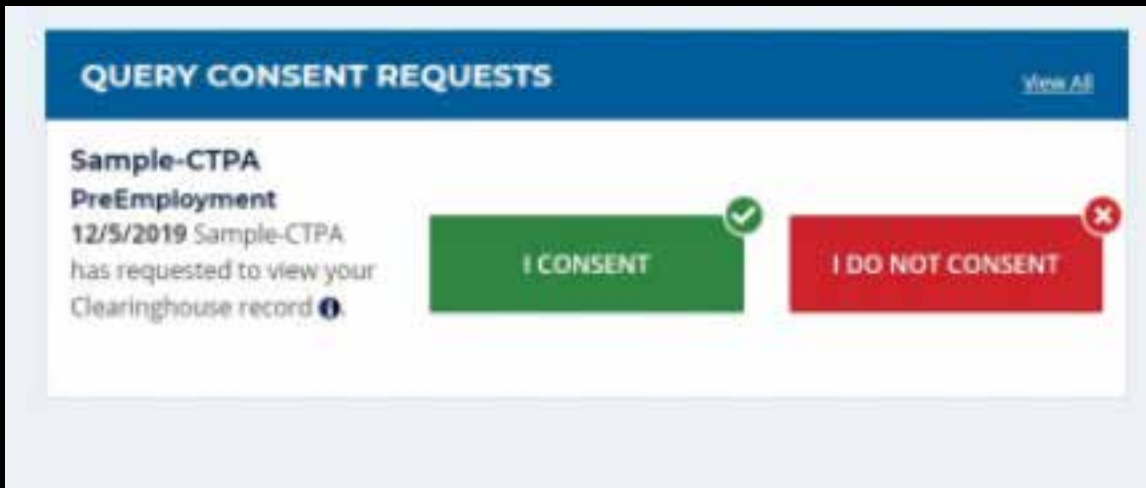 QUERY CONSENT REQUESTS
View All
Sample-CTPA
PreEmployment
12/5/2019 Sample-CTPA
has requested to view your
Clearinghouse record
I CONSENT
I DO NOT CONSENT